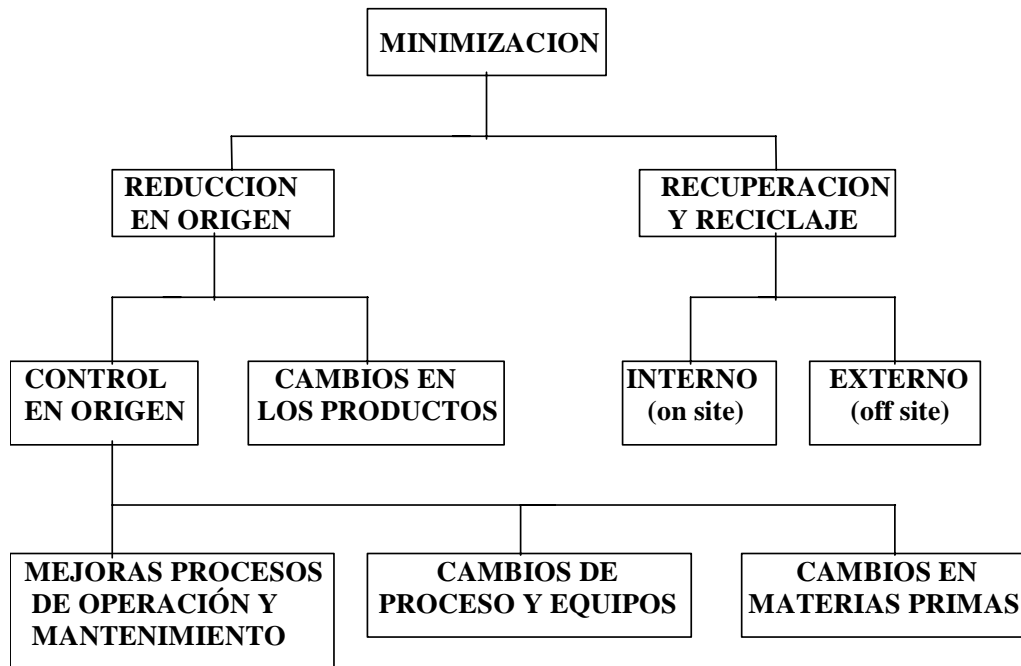 MINIMIZACION
REDUCCION
EN ORIGEN
RECUPERACION
Y RECICLAJE
CONTROL
EN ORIGEN
CAMBIOS EN
LOS PRODUCTOS
INTERNO
(on site)
EXTERNO
(off site)
MEJORAS PROCESOS
DE OPERACIÓN Y
MANTENIMIENTO
CAMBIOS DE
PROCESO Y EQUIPOS
CAMBIOS EN
MATERIAS PRIMAS